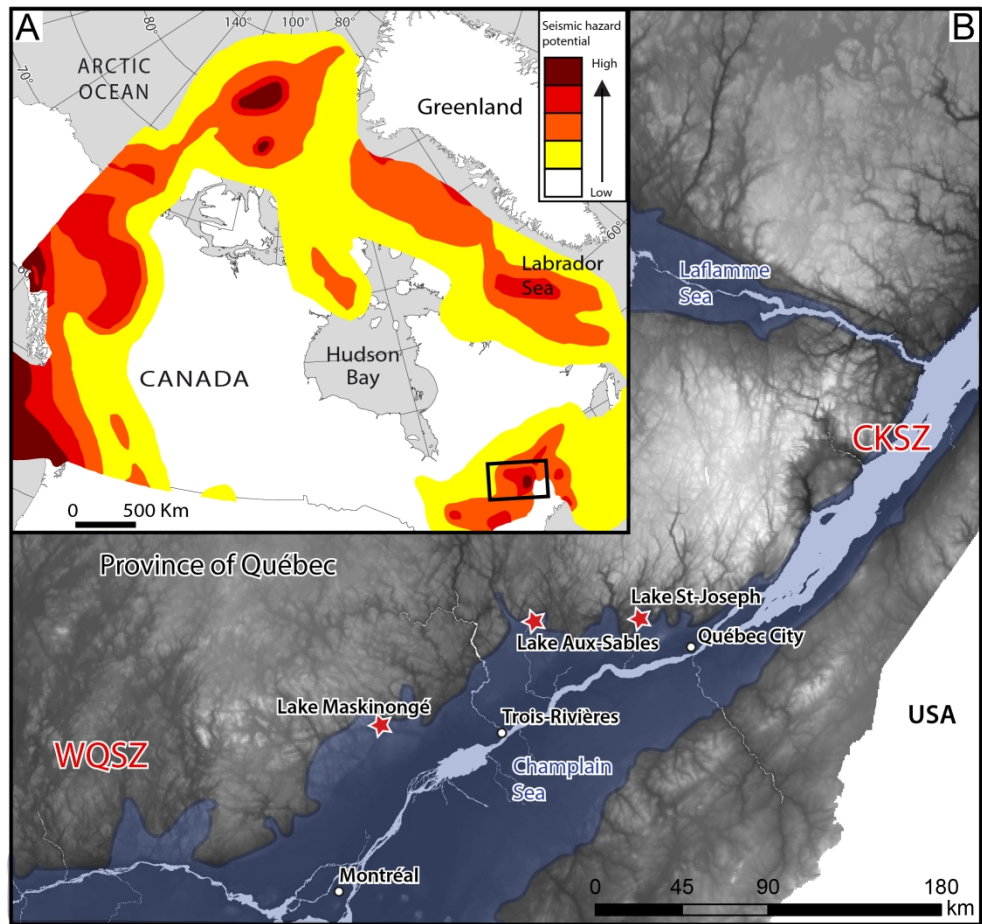 A
B
140°
100°
80°
80°
70°
60°
60°
ARCTIC
OCEAN
Greenland
Seismic hazard
potential
High
Low
Labrador
Sea
Hudson
Bay
CANADA
0 500 Km
Laflamme
Sea
CKSZ
Province of Québec
Lake St-Joseph
Lake Aux-Sables
Québec City
Lake Maskinongé
Trois-Rivières
USA
WQSZ
Champlain
Sea
Montréal
0 45 90 180
km